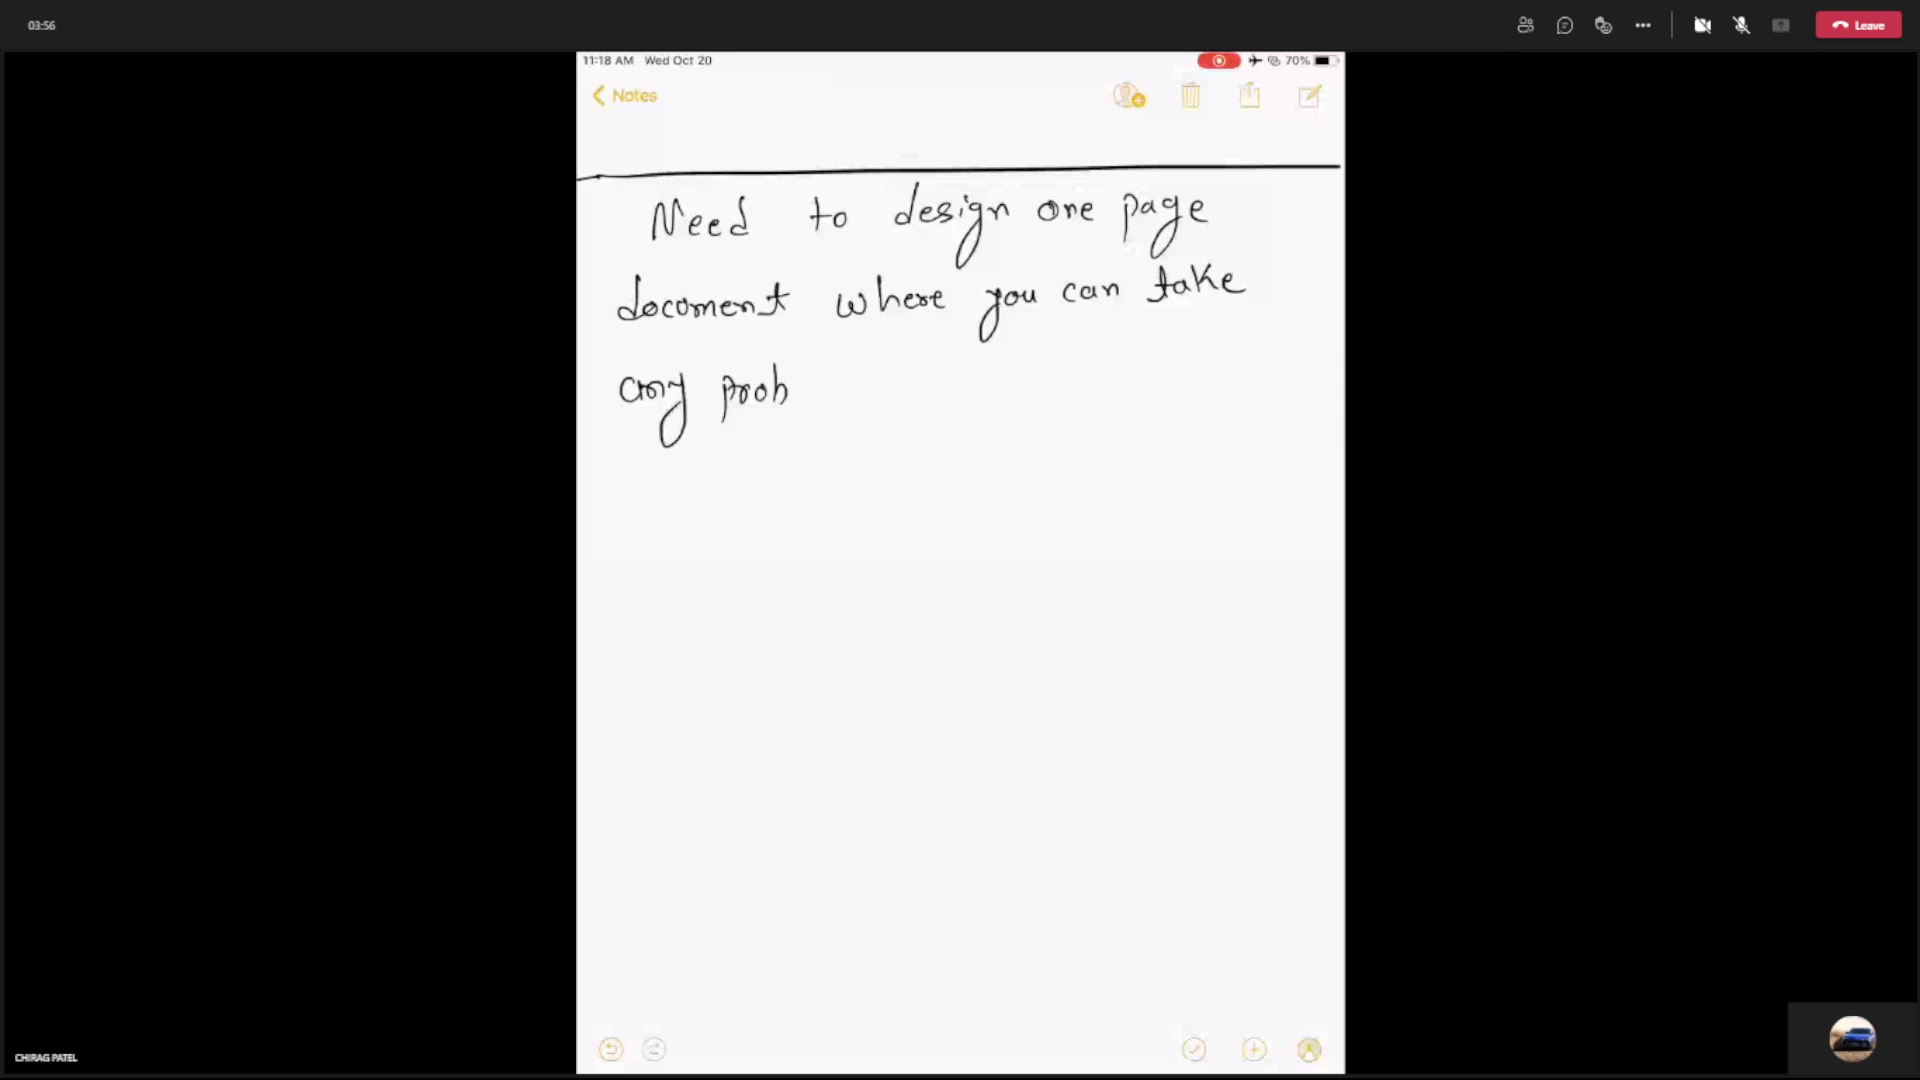 03:56
Leave
11:18 AM Wed Oct 20
70%
Notes
Need to design one page
document where you can take
any prob
CHIRAG PATEL